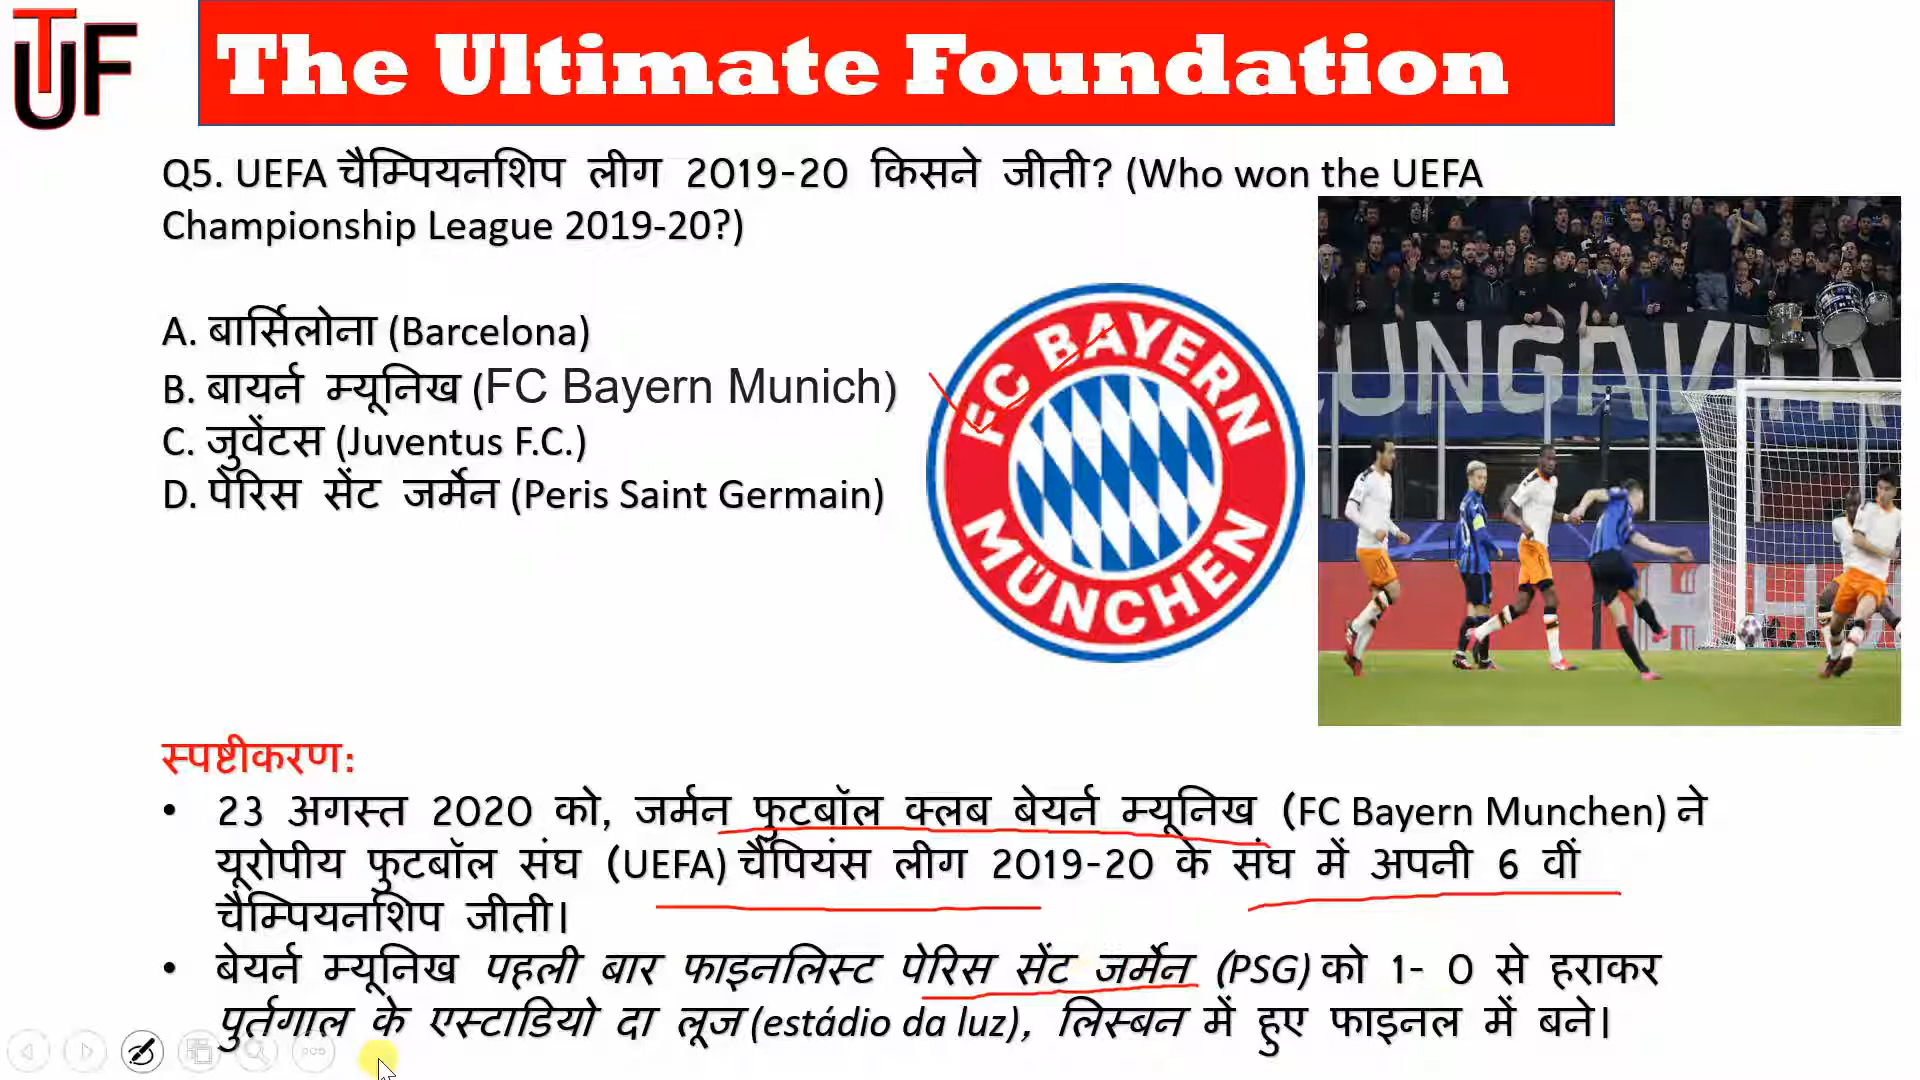 TUF
The Ultimate Foundation
Q5. UEFA चैम्पियनशिप लीग 2019-20 किसने जीती? (Who won the UEFA
Championship League 2019-20?)
A. बार्सिलोना (Barcelona)
B. बायर्न म्यूनिख (FC Bayern Munich)
C. जुवेंटस (Juventus F.C.)
D. पेरिस सेंट जर्मेन (Peris Saint Germain)
FC BAYERN
MÜNCHEN
UNGAVITA
स्पष्टीकरण:
• 23 अगस्त 2020 को, जर्मन फुटबॉल क्लब बेयर्न म्यूनिख (FC Bayern Munchen) ने
यूरोपीय फुटबॉल संघ (UEFA) चैंपियंस लीग 2019-20 के संघ में अपनी 6 वीं
चैम्पियनशिप जीती।
• बेयर्न म्यूनिख पहली बार फाइनलिस्ट पेरिस सेंट जर्मेन (PSG) को 1- 0 से हराकर
पुर्तगाल के एस्टाडियो दा लूज (estádio da luz), लिस्बन में हुए फाइनल में बने।